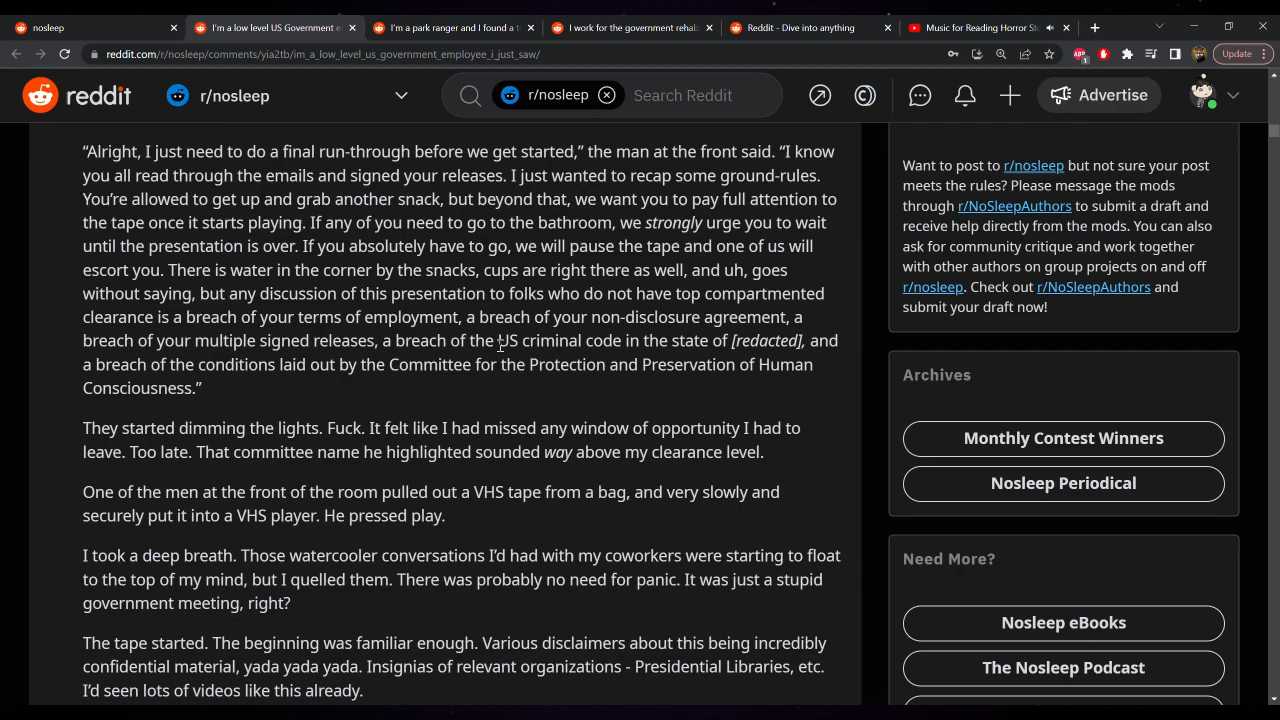 nosleep
I'm a low level US Government e
I'm a park ranger and I found a t
I work for the government rehab
Reddit - Dive into anything
Music for Reading Horror Sto
reddit.com/r/nosleep/comments/yia2tb/im_a_low_level_us_government_employee_i_just_saw/
ABP
1
Update
reddit
r/nosleep
r/nosleep
Search Reddit
Advertise
“Alright, I just need to do a final run-through before we get started,” the man at the front said. “I know
you all read through the emails and signed your releases. I just wanted to recap some ground-rules.
You’re allowed to get up and grab another snack, but beyond that, we want you to pay full attention to
the tape once it starts playing. If any of you need to go to the bathroom, we strongly urge you to wait
until the presentation is over. If you absolutely have to go, we will pause the tape and one of us will
escort you. There is water in the corner by the snacks, cups are right there as well, and uh, goes
without saying, but any discussion of this presentation to folks who do not have top compartmented
clearance is a breach of your terms of employment, a breach of your non-disclosure agreement, a
breach of your multiple signed releases, a breach of the US criminal code in the state of [redacted], and
a breach of the conditions laid out by the Committee for the Protection and Preservation of Human
Consciousness.”
They started dimming the lights. Fuck. It felt like I had missed any window of opportunity I had to
leave. Too late. That committee name he highlighted sounded way above my clearance level.
One of the men at the front of the room pulled out a VHS tape from a bag, and very slowly and
securely put it into a VHS player. He pressed play.
I took a deep breath. Those watercooler conversations I’d had with my coworkers were starting to float
to the top of my mind, but I quelled them. There was probably no need for panic. It was just a stupid
government meeting, right?
The tape started. The beginning was familiar enough. Various disclaimers about this being incredibly
confidential material, yada yada yada. Insignias of relevant organizations - Presidential Libraries, etc.
I’d seen lots of videos like this already.
Want to post to r/nosleep but not sure your post
meets the rules? Please message the mods
through r/NoSleepAuthors to submit a draft and
receive help directly from the mods. You can also
ask for community critique and work together
with other authors on group projects on and off
r/nosleep. Check out r/NoSleepAuthors and
submit your draft now!
Archives
Monthly Contest Winners
Nosleep Periodical
Need More?
Nosleep eBooks
The Nosleep Podcast